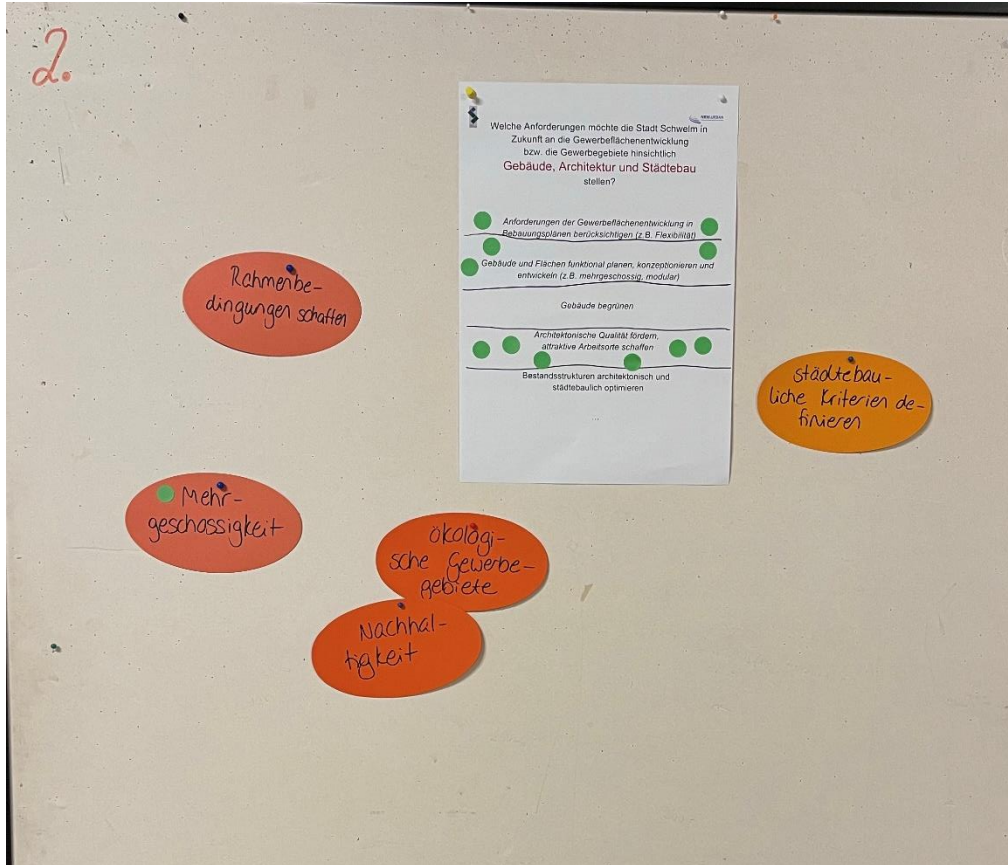 2.
Welche Anforderungen möchte die Stadt Schwelm in
Zukunft an die Gewerbeflächenentwicklung
bzw. die Gewerbegebiete hinsichtlich
Gebäude, Architektur und Städtebau
stellen?
Anforderungen der Gewerbeflächenentwicklung in
Bebauungsplänen berücksichtigen (z.B. Flexibilität)
Gebäude und Flächen funktional planen, konzeptionieren und
entwickeln (z.B. mehrgeschossig, modular)
Gebäude begrünen
Architektonische Qualität fördern,
attraktive Arbeitsorte schaffen
Bestandsstrukturen architektonisch und
städtebaulich optimieren
...
Rahmenbe-
dingungen schaffen
städtebau-
liche Kriterien de-
finieren
Mehr-
geschossigkeit
ökologi-
sche Gewerbe-
gebiete
Nachhal-
tigkeit